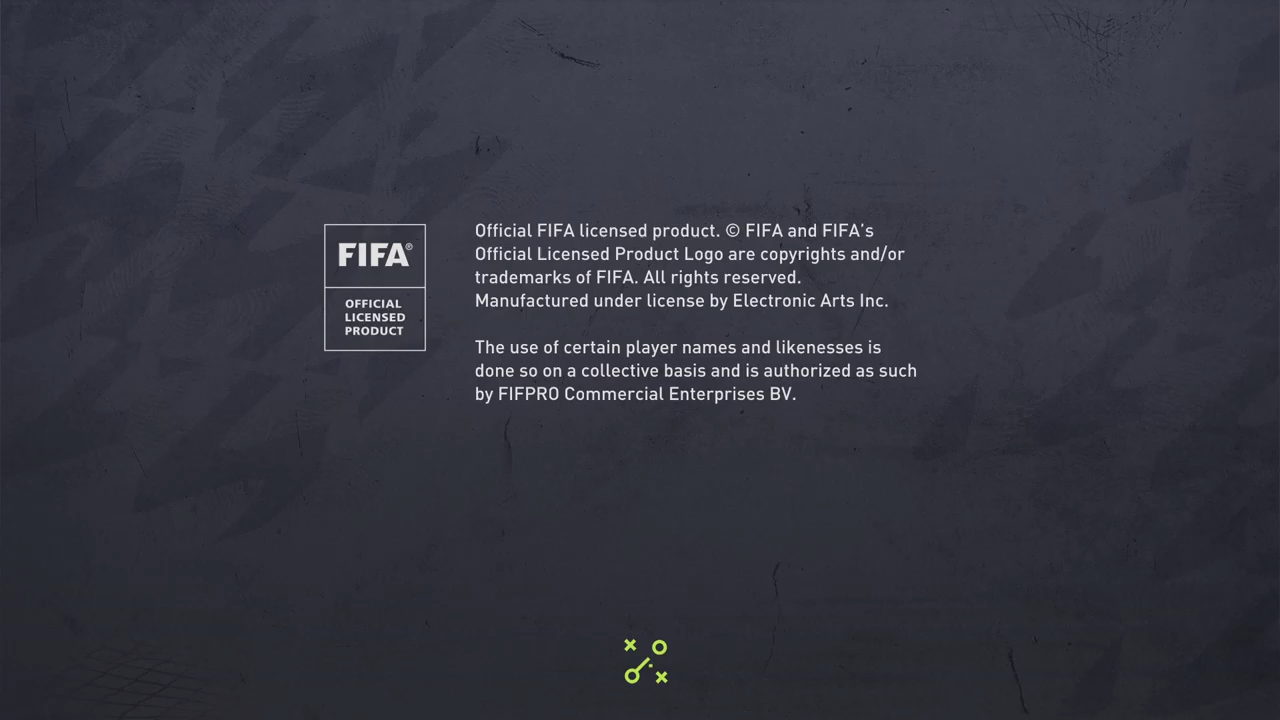 FIFA®
OFFICIAL
LICENSED
PRODUCT
Official FIFA licensed product. © FIFA and FIFA's
Official Licensed Product Logo are copyrights and/or
trademarks of FIFA. All rights reserved.
Manufactured under license by Electronic Arts Inc.
The use of certain player names and likenesses is
done so on a collective basis and is authorized as such
by FIFPRO Commercial Enterprises BV.